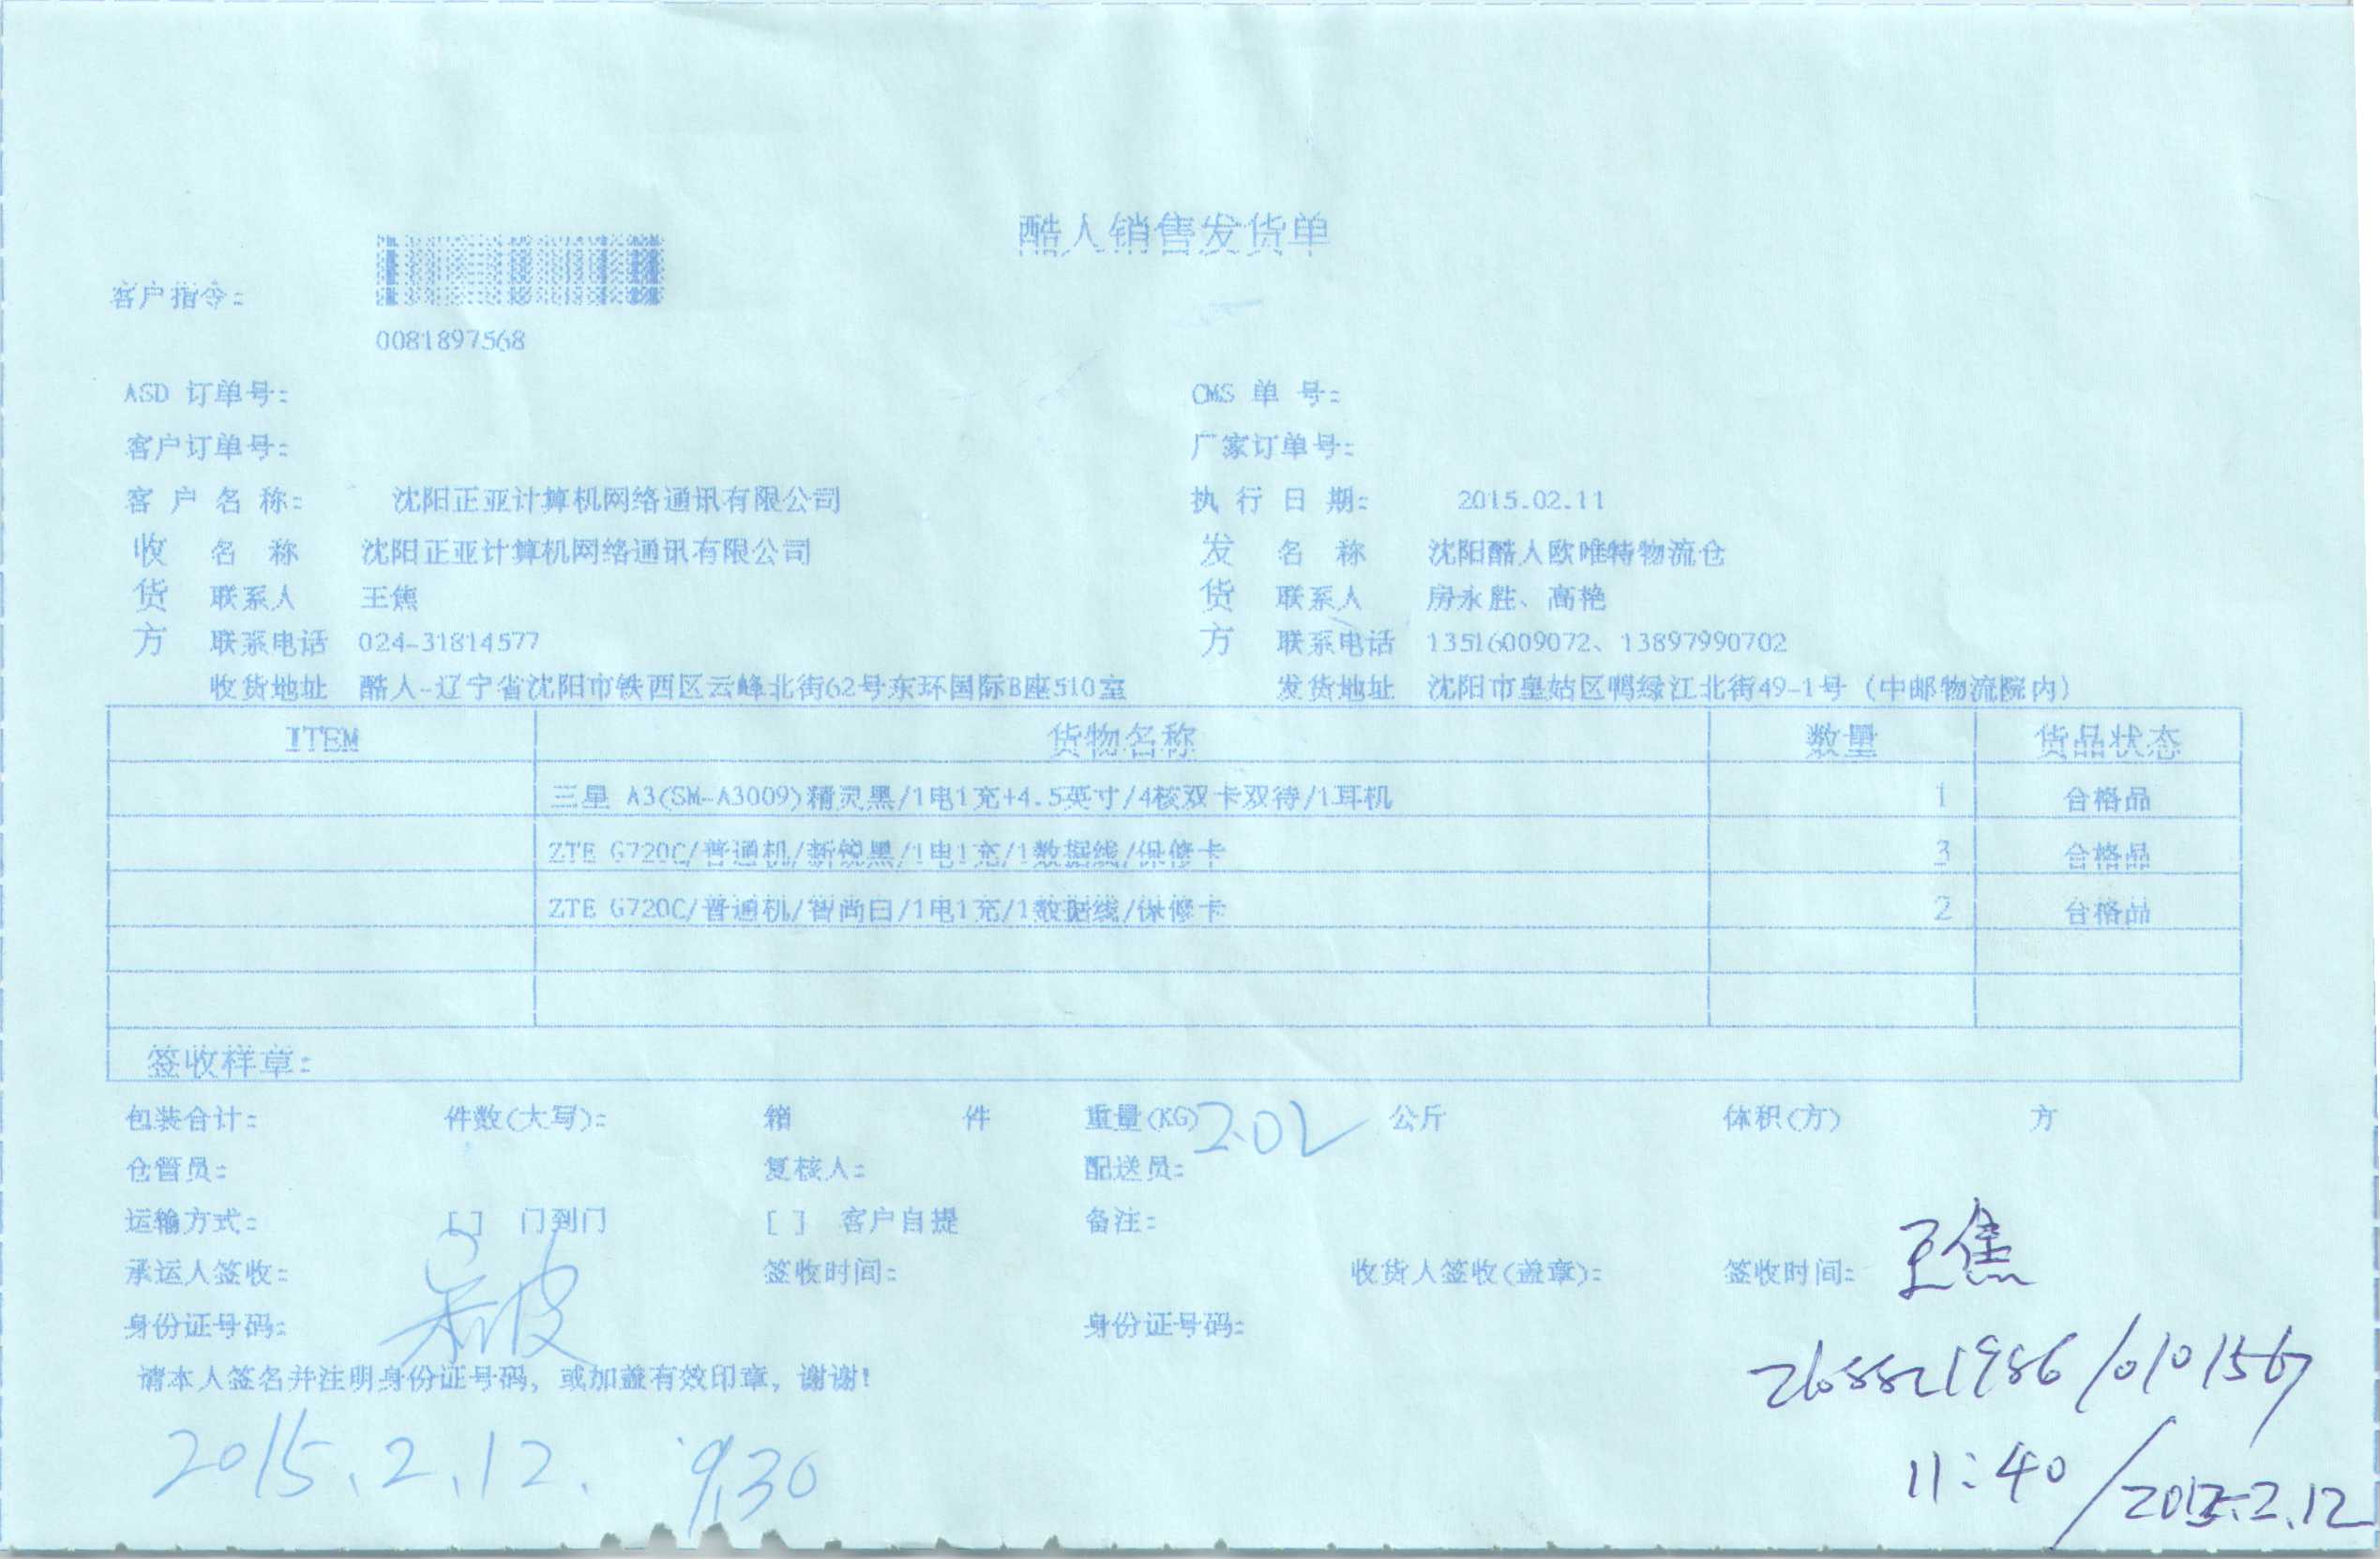 酷人销售发货单
客户指令:
0081897568
ASD 订单号: CMS 单 号:
客户订单号: 厂家订单号:
客 户 名 称: 沈阳正亚计算机网络通讯有限公司 执 行 日 期: 2015.02.11
收 名 称 沈阳正亚计算机网络通讯有限公司 发 名 称 沈阳酷人欧唯特物流仓
货 联系人 王焦 货 联系人 房永胜、高艳
方 联系电话 024-31814577 方 联系电话 13516009072、13897990702
收货地址 酷人-辽宁省沈阳市铁西区云峰北街62号东环国际B座510室 发货地址 沈阳市皇姑区鸭绿江北街49-1号（中邮物流院内）
ITEM 货物名称 数量 货品状态
三星 A3(SM-A3009)精灵黑/1电1充+4.5英寸/4核双卡双待/1耳机 1 合格品
ZTE G720C/普通机/新锐黑/1电1充/1数据线/保修卡 3 合格品
ZTE G720C/普通机/智尚白/1电1充/1数据线/保修卡 2 合格品
签收样章:
包装合计: 件数(大写): 箱 件 重量(KG) 2.02 公斤 体积(方) 方
仓管员: 复核人: 配送员:
运输方式: [ ] 门到门 [ ] 客户自提 备注:
承运人签收: 签收时间: 收货人签收(盖章): 签收时间: 王焦
身份证号码: 身份证号码:
请本人签名并注明身份证号码，或加盖有效印章，谢谢!
2015.2.12. 9:30
11:40/2015.2.12